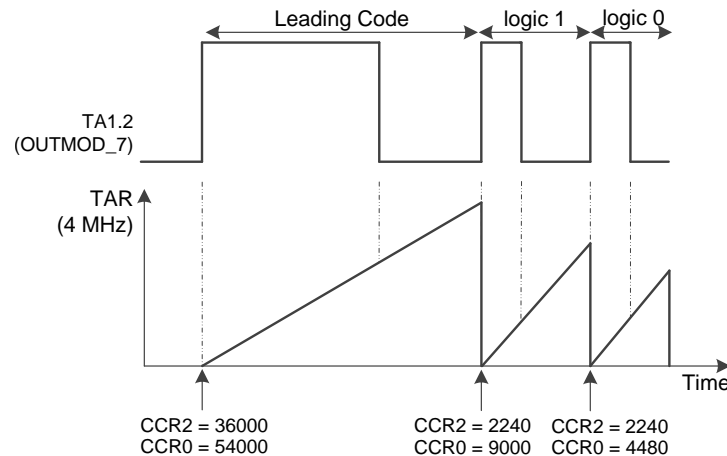 Leading Code
logic 1
logic 0
TA1.2
(OUTMOD_7)
TAR
(4 MHz)
Time
CCR2 = 36000
CCR0 = 54000
CCR2 = 2240
CCR0 = 9000
CCR2 = 2240
CCR0 = 4480